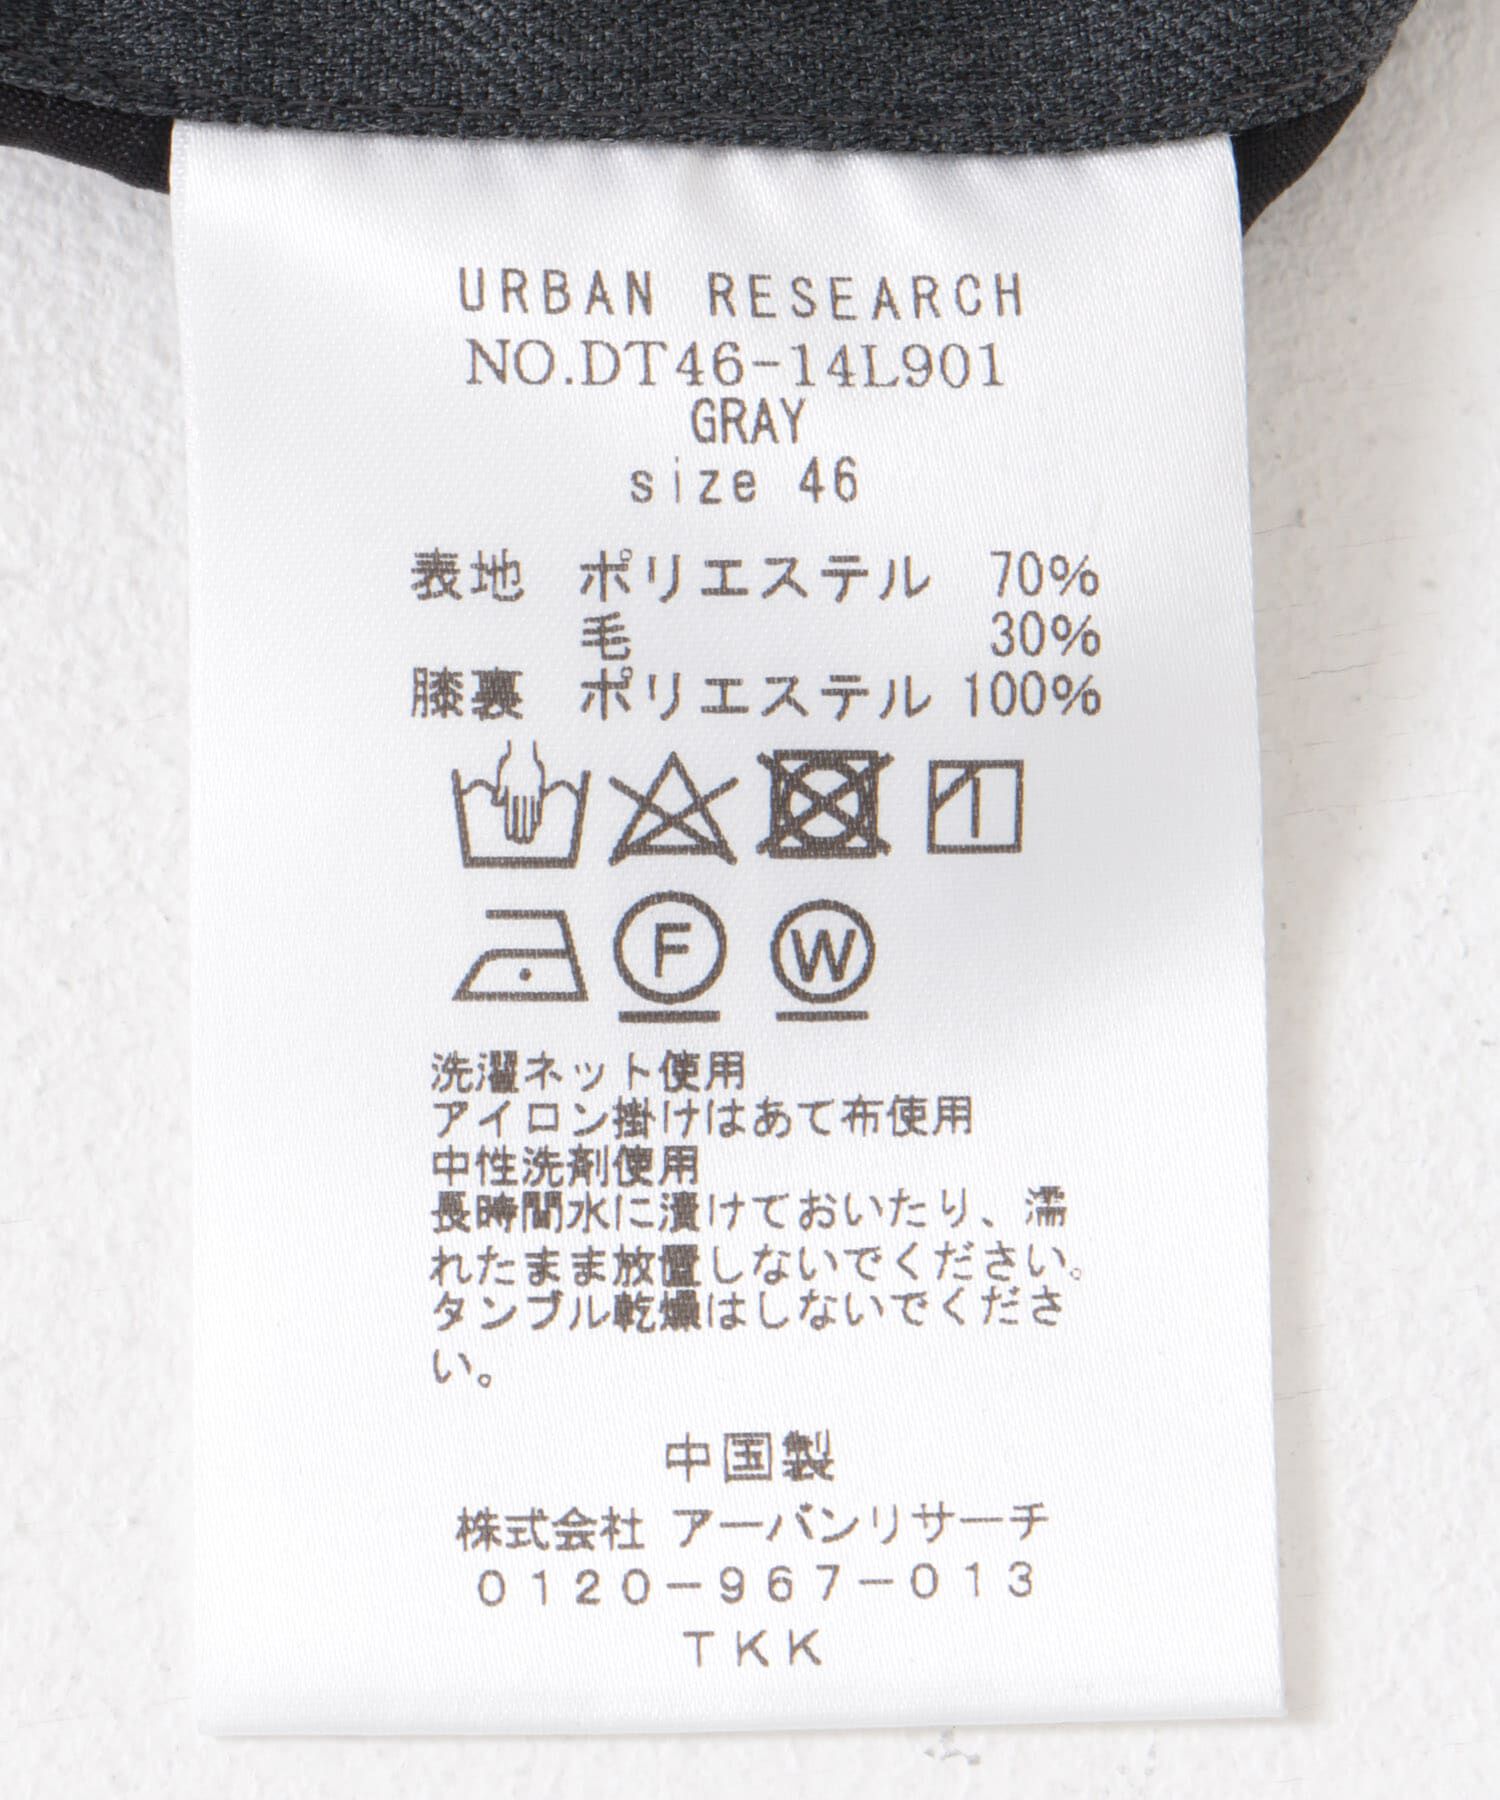 URBAN RESEARCH
NO.DT46-14L901
GRAY
size 46
表地 ポリエステル 70%
毛 30%
膝裏 ポリエステル 100%
F W
洗濯ネット使用
アイロン掛けはあて布使用
中性洗剤使用
長時間水に漬けておいたり、濡
れたまま放置しないでください。
タンブル乾燥はしないでくださ
い。
中国製
株式会社 アーバンリサーチ
0120-967-013
TKK